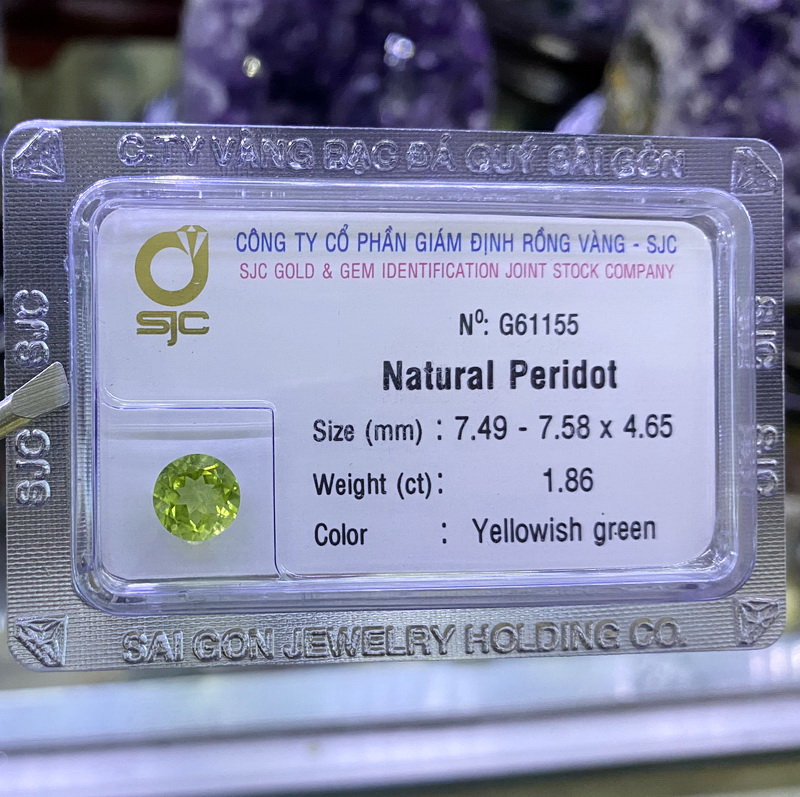 C.TY VÀNG BẠC ĐÁ QUÝ SÀI GÒN
CÔNG TY CỔ PHẦN GIÁM ĐỊNH RỒNG VÀNG - SJC
SJC GOLD & GEM IDENTIFICATION JOINT STOCK COMPANY
SJC
Nº: G61155
Natural Peridot
Size (mm) : 7.49 - 7.58 x 4.65
Weight (ct): 1.86
Color : Yellowish green
SJC
SJC
SJC
SJC
SAI GON JEWELRY HOLDING CO.